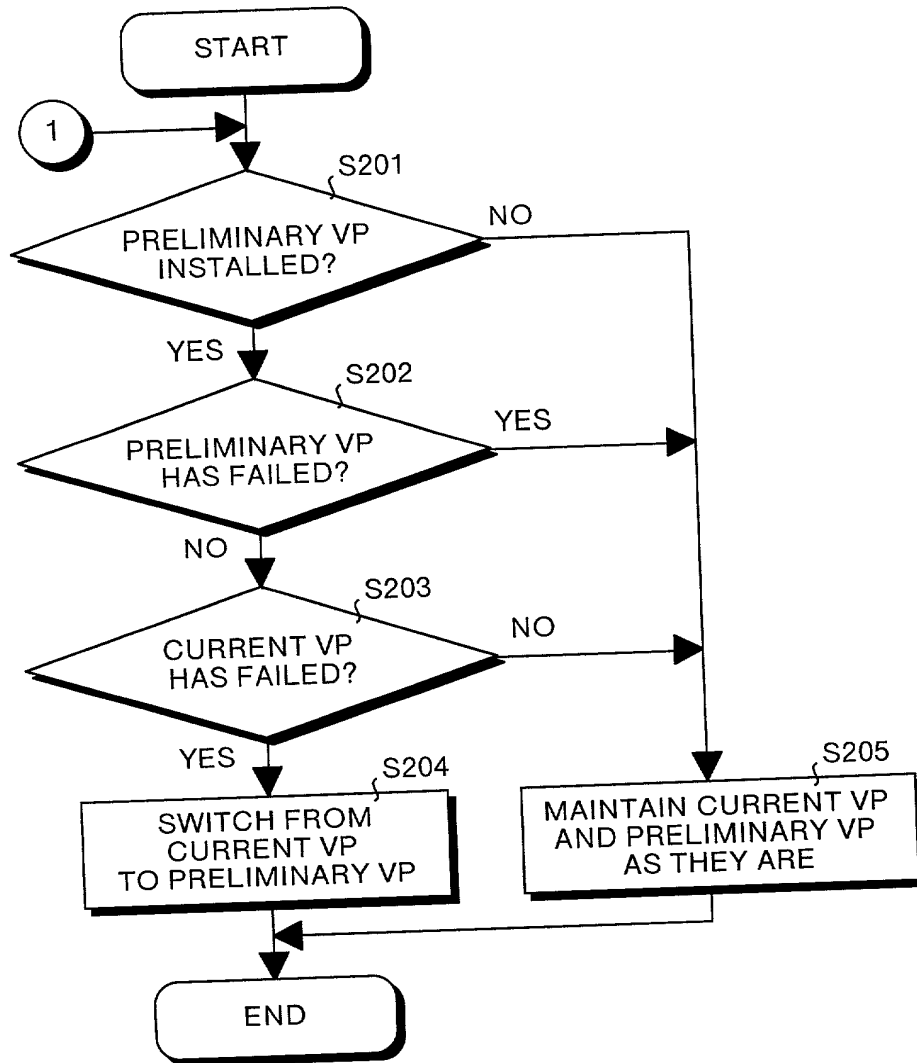 START
1
S201
PRELIMINARY VP
INSTALLED?
NO
YES
S202
PRELIMINARY VP
HAS FAILED?
YES
NO
S203
CURRENT VP
HAS FAILED?
NO
YES
S204
SWITCH FROM
CURRENT VP
TO PRELIMINARY VP
S205
MAINTAIN CURRENT VP
AND PRELIMINARY VP
AS THEY ARE
END